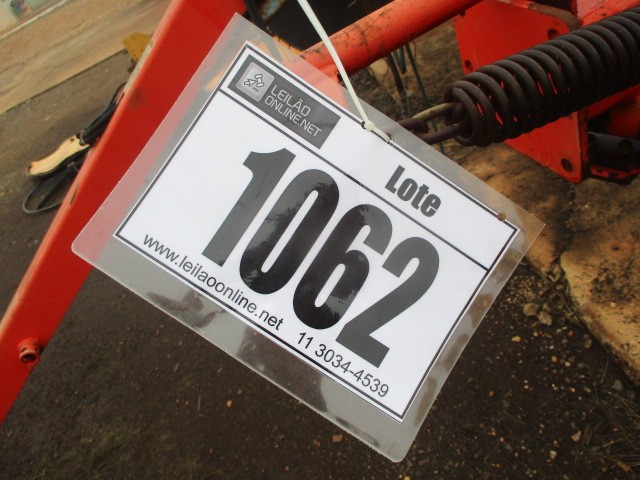 LEILÃO
ONLINE.NET
Lote
1062
www.leilaoonline.net 11 3034-4539